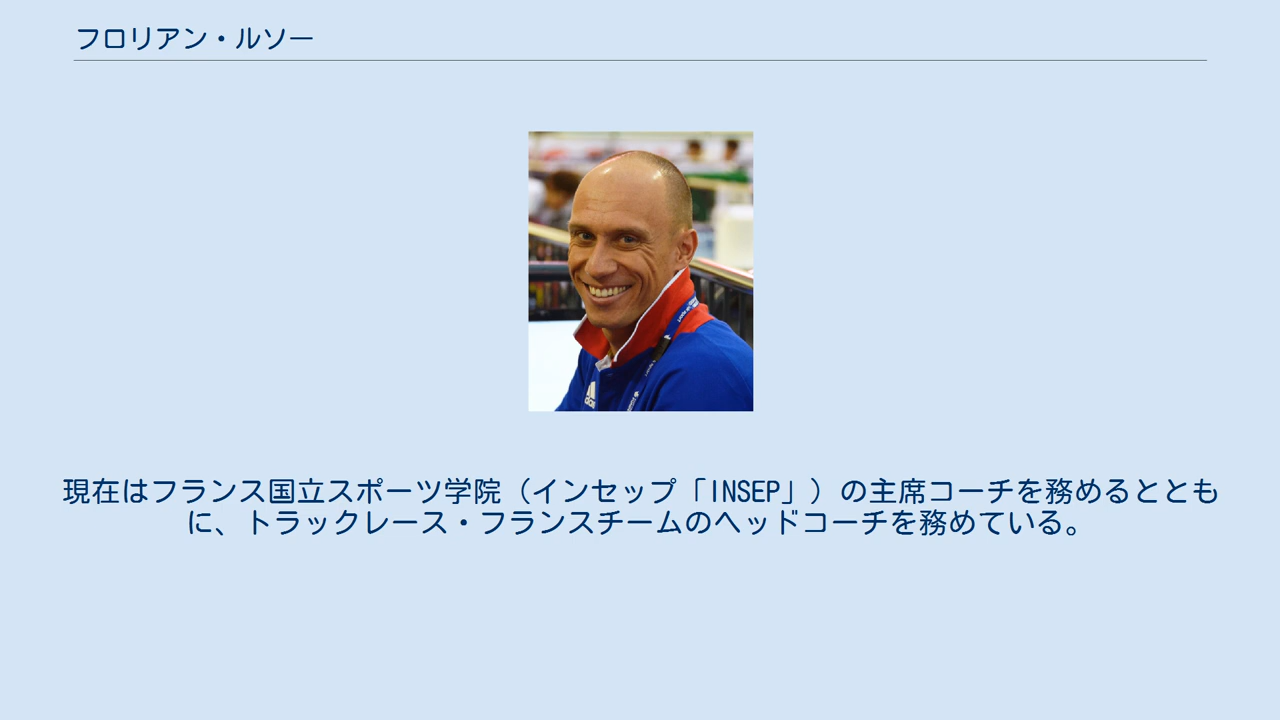 フロリアン・ルソー
現在はフランス国立スポーツ学院（インセップ「INSEP」）の主席コーチを務めるととも
に、トラックレース・フランスチームのヘッドコーチを務めている。